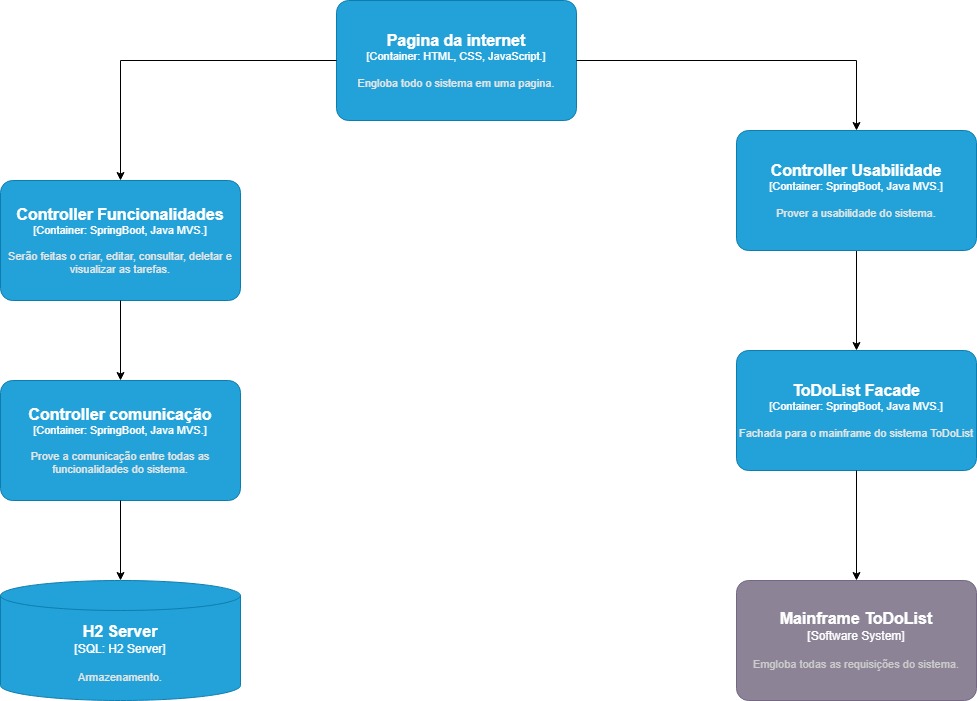 Pagina da internet
[Container: HTML, CSS, JavaScript.]
Engloba todo o sistema em uma pagina.
Controller Usabilidade
[Container: SpringBoot, Java MVS.]
Prover a usabilidade do sistema.
Controller Funcionalidades
[Container: SpringBoot, Java MVS.]
Serão feitas o criar, editar, consultar, deletar e
visualizar as tarefas.
ToDoList Facade
[Container: SpringBoot, Java MVS.]
Fachada para o mainframe do sistema ToDoList
Controller comunicação
[Container: SpringBoot, Java MVS.]
Prove a comunicação entre todas as
funcionalidades do sistema.
Mainframe ToDoList
[Software System]
Emgloba todas as requisições do sistema.
H2 Server
[SQL: H2 Server]
Armazenamento.